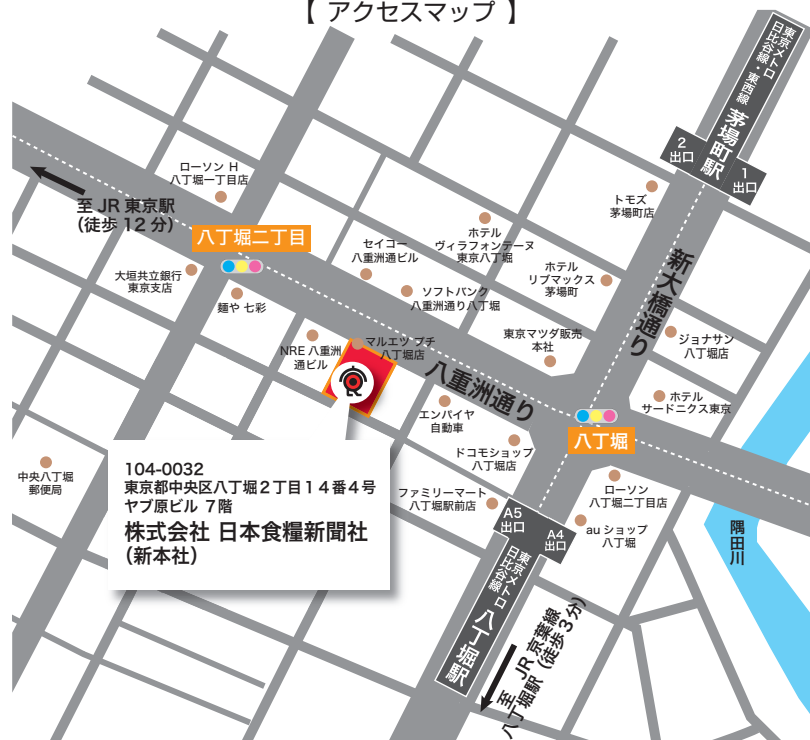 【 アクセスマップ 】
東京メトロ
日比谷線・東西線
茅場町駅
2
出口
1
出口
ローソン H
八丁堀一丁目店
トモズ
茅場町店
至 JR 東京駅
(徒歩 12 分)
八丁堀二丁目
セイコー
八重洲通ビル
ホテル
ヴィラフォンテーヌ
東京八丁堀
新大橋通り
大垣共立銀行
東京支店
ホテル
リブマックス
茅場町
ソフトバンク
八重洲通り八丁堀
麺や 七彩
東京マツダ販売
本社
ジョナサン
八丁堀店
NRE 八重洲
通ビル
マルエツ プチ
八丁堀店
八重洲通り
ホテル
サードニクス東京
エンパイヤ
自動車
八丁堀
ドコモショップ
八丁堀店
中央八丁堀
郵便局
104-0032
東京都中央区八丁堀2丁目14番4号
ヤブ原ビル 7階
株式会社 日本食糧新聞社
(新本社)
ファミリーマート
八丁堀駅前店
ローソン
八丁堀二丁目店
A5
出口
A4
出口
au ショップ
八丁堀
隅田川
東京メトロ
日比谷線
八丁堀駅
至 JR 京葉線
八丁堀駅 (徒歩 3 分)